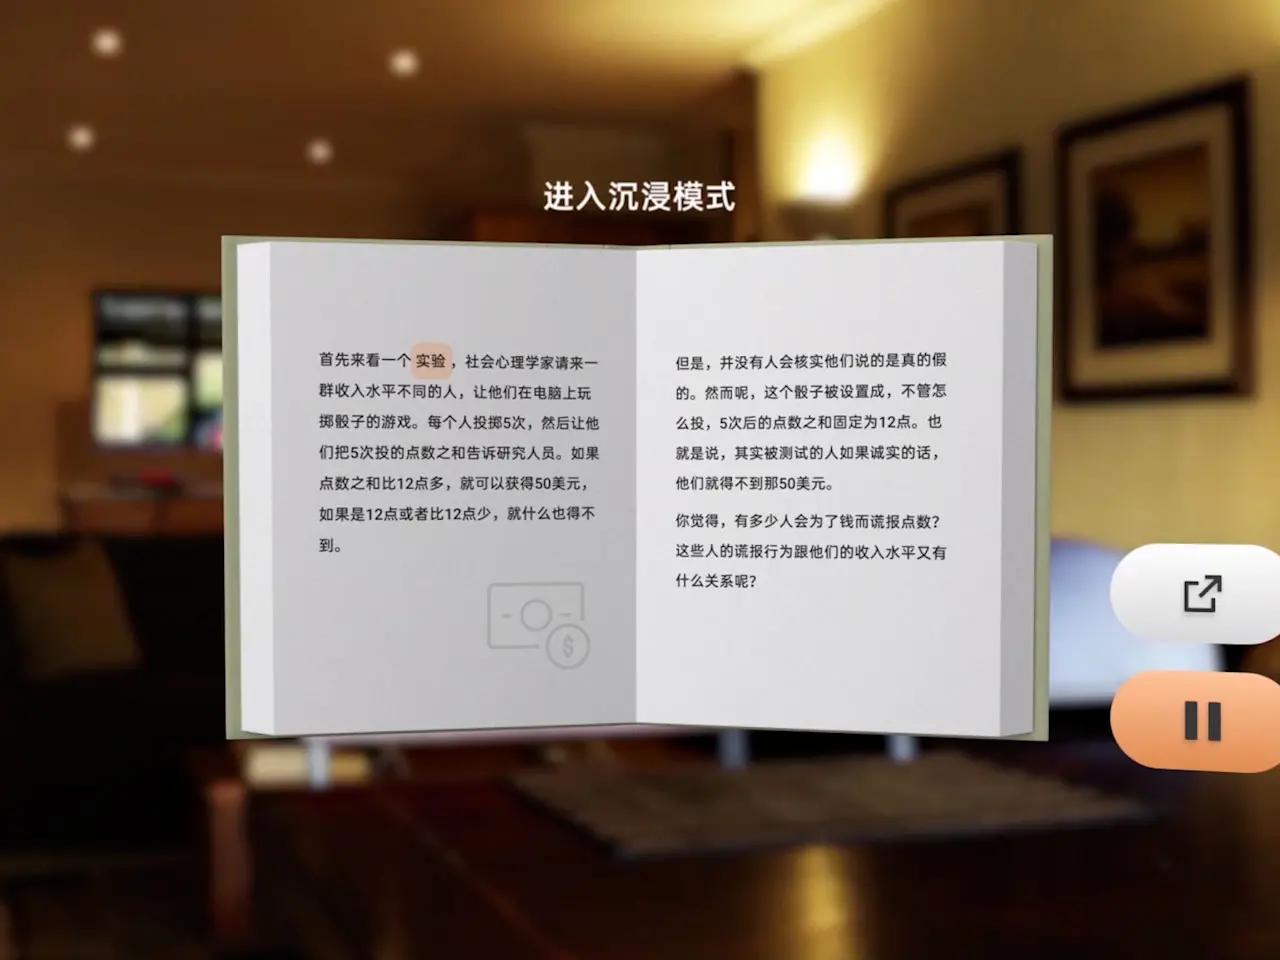 进入沉浸模式
首先来看一个实验，社会心理学家请来一
群收入水平不同的人，让他们在电脑上玩
掷骰子的游戏。每个人投掷5次，然后让他
们把5次投的点数之和告诉研究人员。如果
点数之和比12点多，就可以获得50美元，
如果是12点或者比12点少，就什么也得不
到。
$
但是，并没有人会核实他们说的是真的假
的。然而呢，这个骰子被设置成，不管怎
么投，5次后的点数之和固定为12点。也
就是说，其实被测试的人如果诚实的话，
他们就得不到那50美元。
你觉得，有多少人会为了钱而谎报点数？
这些人的谎报行为跟他们的收入水平又有
什么关系呢？